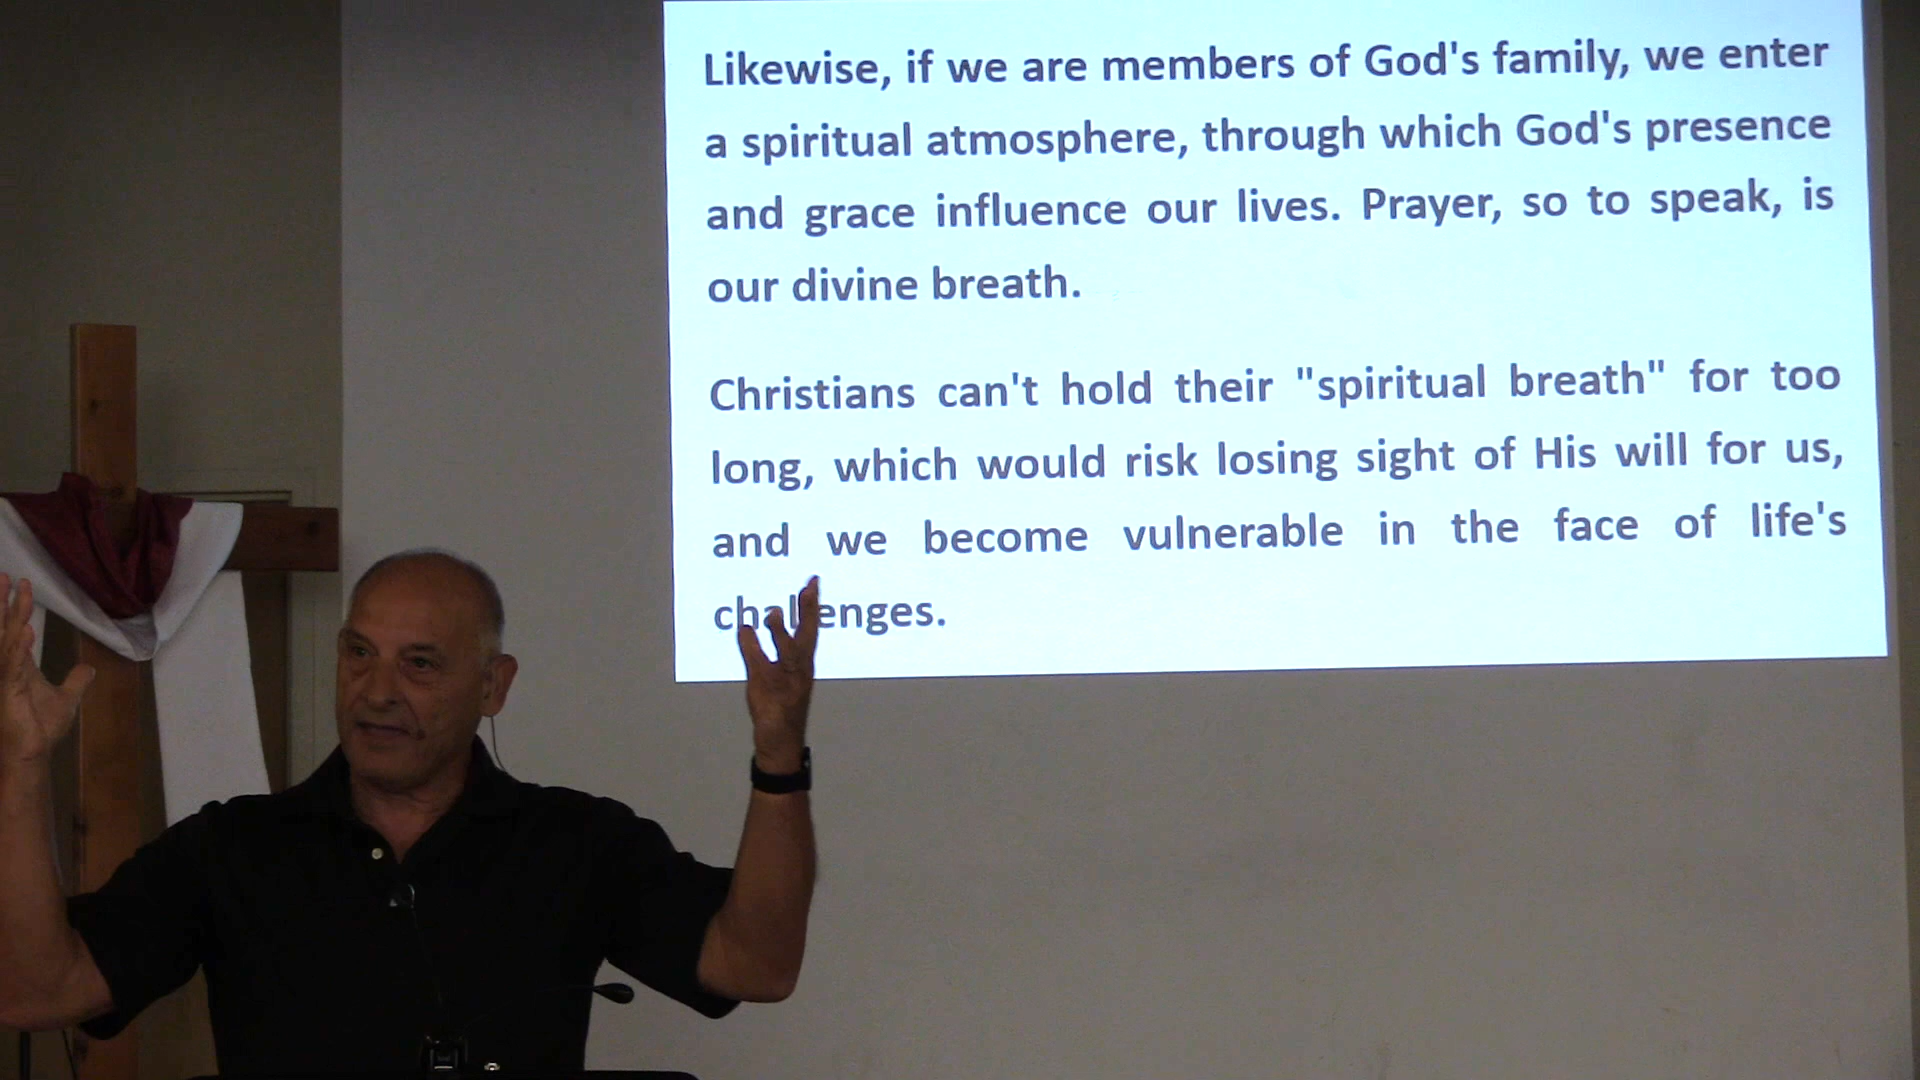 Likewise, if we are members of God's family, we enter
a spiritual atmosphere, through which God's presence
and grace influence our lives. Prayer, so to speak, is
our divine breath.
Christians can't hold their "spiritual breath" for too
long, which would risk losing sight of His will for us,
and we become vulnerable in the face of life's
challenges.